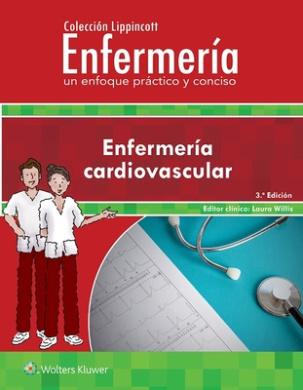 Colección Lippincott
Enfermería
un enfoque práctico y conciso
Enfermería
cardiovascular
3.ª Edición
Editor clínico: Laura Willis
Wolters Kluwer